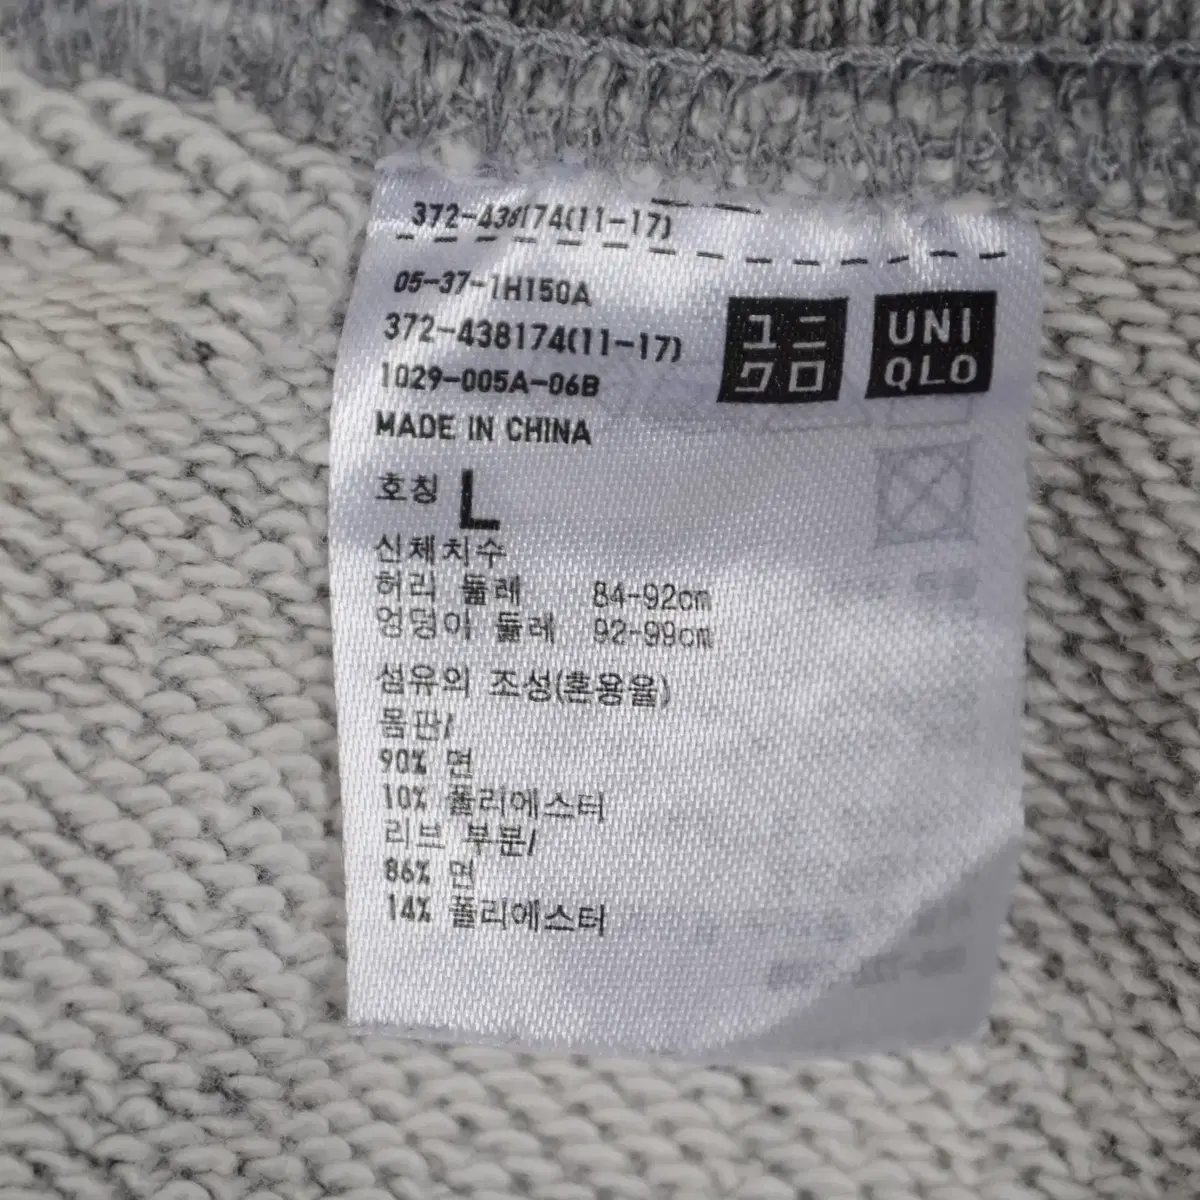 372-438174(11-17)
05-37-1H150A
372-438174(11-17)
1029-005A-06B
MADE IN CHINA
ユニ
クロ
UNI
QLO
호칭 L
신체치수
허리 둘레 84-92cm
엉덩이 둘레 92-99cm
섬유의 조성(혼용율)
몸판/
90% 면
10% 폴리에스터
리브 부분/
86% 면
14% 폴리에스터